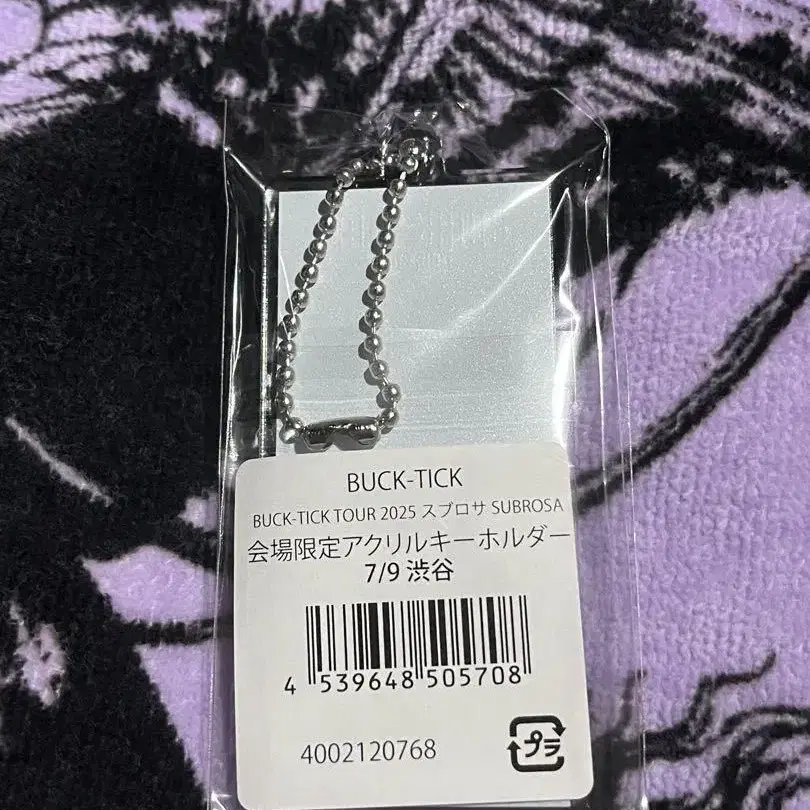 BUCK-TICK
BUCK-TICK TOUR 2025 スブロサ SUBROSA
会場限定アクリルキーホルダー
7/9 渋谷
4 539648 505708
4002120768
プラ